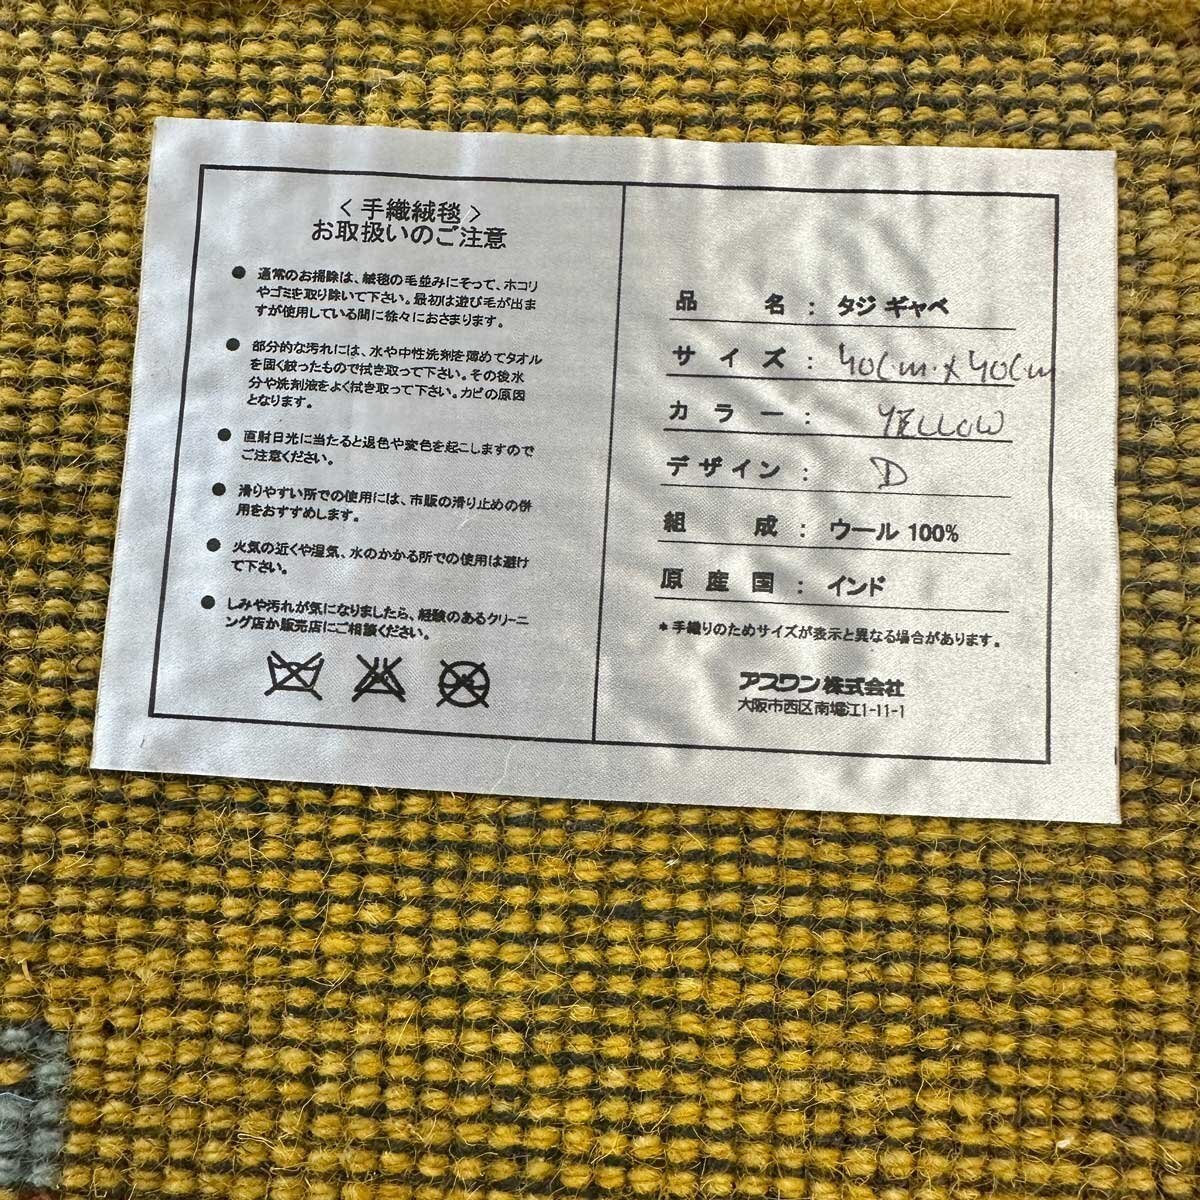 ＜手織絨毯＞
お取扱いのご注意
● 通常のお掃除は、絨毯の毛並みにそって、ホコリ
やゴミを取り除いて下さい。最初は遊び毛が出ま
すが使用している間に徐々におさまります。
● 部分的な汚れには、水や中性洗剤を薄めてタオル
を固く絞ったもので拭き取って下さい。その後水
分や洗剤液をよく拭き取って下さい。カビの原因
となります。
● 直射日光に当たると退色や変色を起こしますので
ご注意ください。
● 滑りやすい所での使用には、市販の滑り止めの併
用をおすすめします。
● 火気の近くや湿気、水のかかる所での使用は避け
て下さい。
● しみや汚れが気になりましたら、経験のあるクリーニ
ング店か販売店にご相談ください。
品名：タジ ギャベ
サイズ：40cm×40cm
カラー：YELLOW
デザイン：D
組成：ウール 100%
原産国：インド
＊手織りのためサイズが表示と異なる場合があります。
アスワン株式会社
大阪市西区南堀江1-11-1